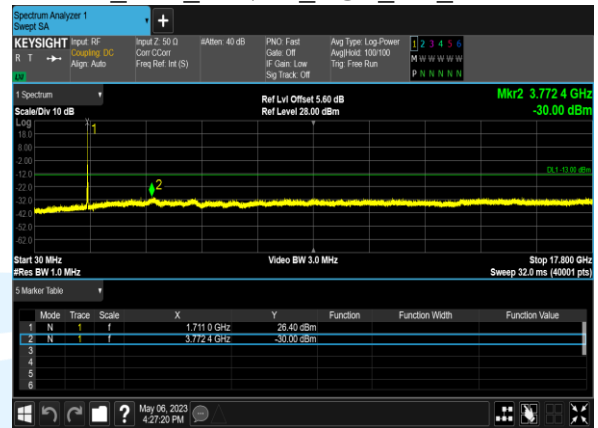 Spectrum Analyzer 1
Swept SA
KEYSIGHT Input: RF Input Z: 50 Ω #Atten: 40 dB PNO: Fast Avg Type: Log-Power 1 2 3 4 5 6
R T Coupling: DC Corr CCorr Gate: Off Avg|Hold: 100/100 M W W W W W
Align: Auto Freq Ref: Int (S) IF Gain: Low Trig: Free Run
Sig Track: Off P N N N N N
LW
1 Spectrum Ref Lvl Offset 5.60 dB Mkr2 3.772 4 GHz
Scale/Div 10 dB Ref Level 28.00 dBm -30.00 dBm
Log
18.0
8.00
-2.00
-12.0
-22.0
-32.0
-42.0
-52.0
-62.0
1
2
DL1 -13.00 dBm
Start 30 MHz Video BW 3.0 MHz Stop 17.800 GHz
#Res BW 1.0 MHz Sweep 32.0 ms (40001 pts)
5 Marker Table
Mode Trace Scale X Y Function Function Width Function Value
1 N 1 f 1.711 0 GHz 26.40 dBm
2 N 1 f 3.772 4 GHz -30.00 dBm
3
4
5
6
? May 06, 2023
4:27:20 PM